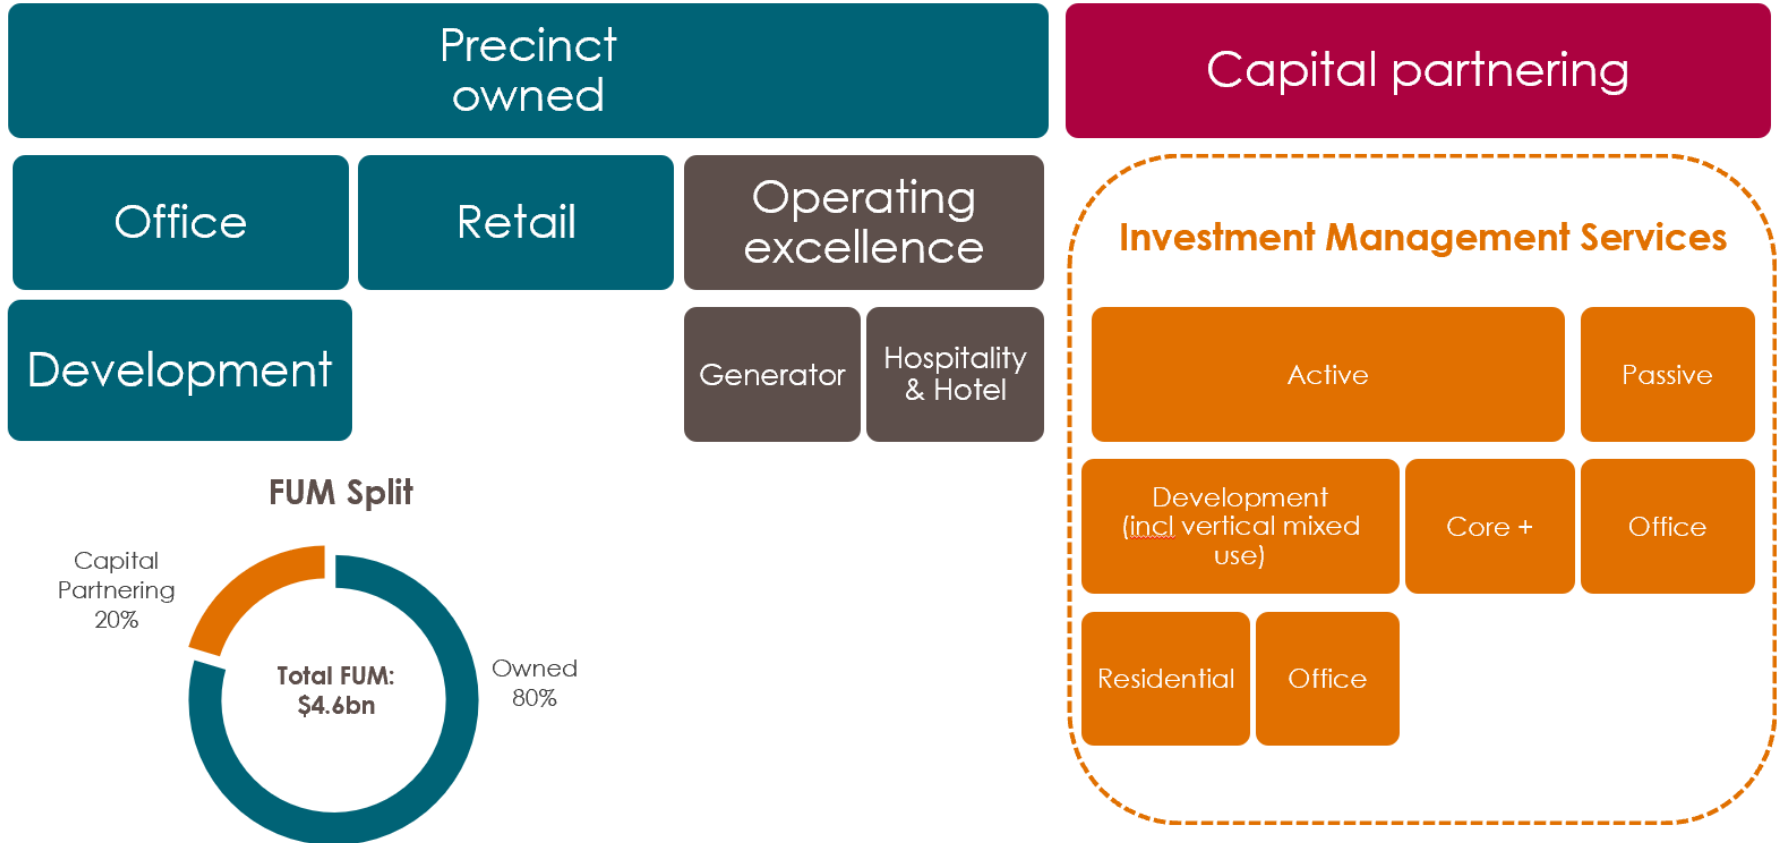 Precinct
owned
Capital partnering
Office
Retail
Operating
excellence
Investment Management Services
Development
Generator
Hospitality
& Hotel
Active
Passive
Development
(incl vertical mixed
use)
Core +
Office
Residential
Office
FUM Split
Capital
Partnering
20%
Total FUM:
$4.6bn
Owned
80%